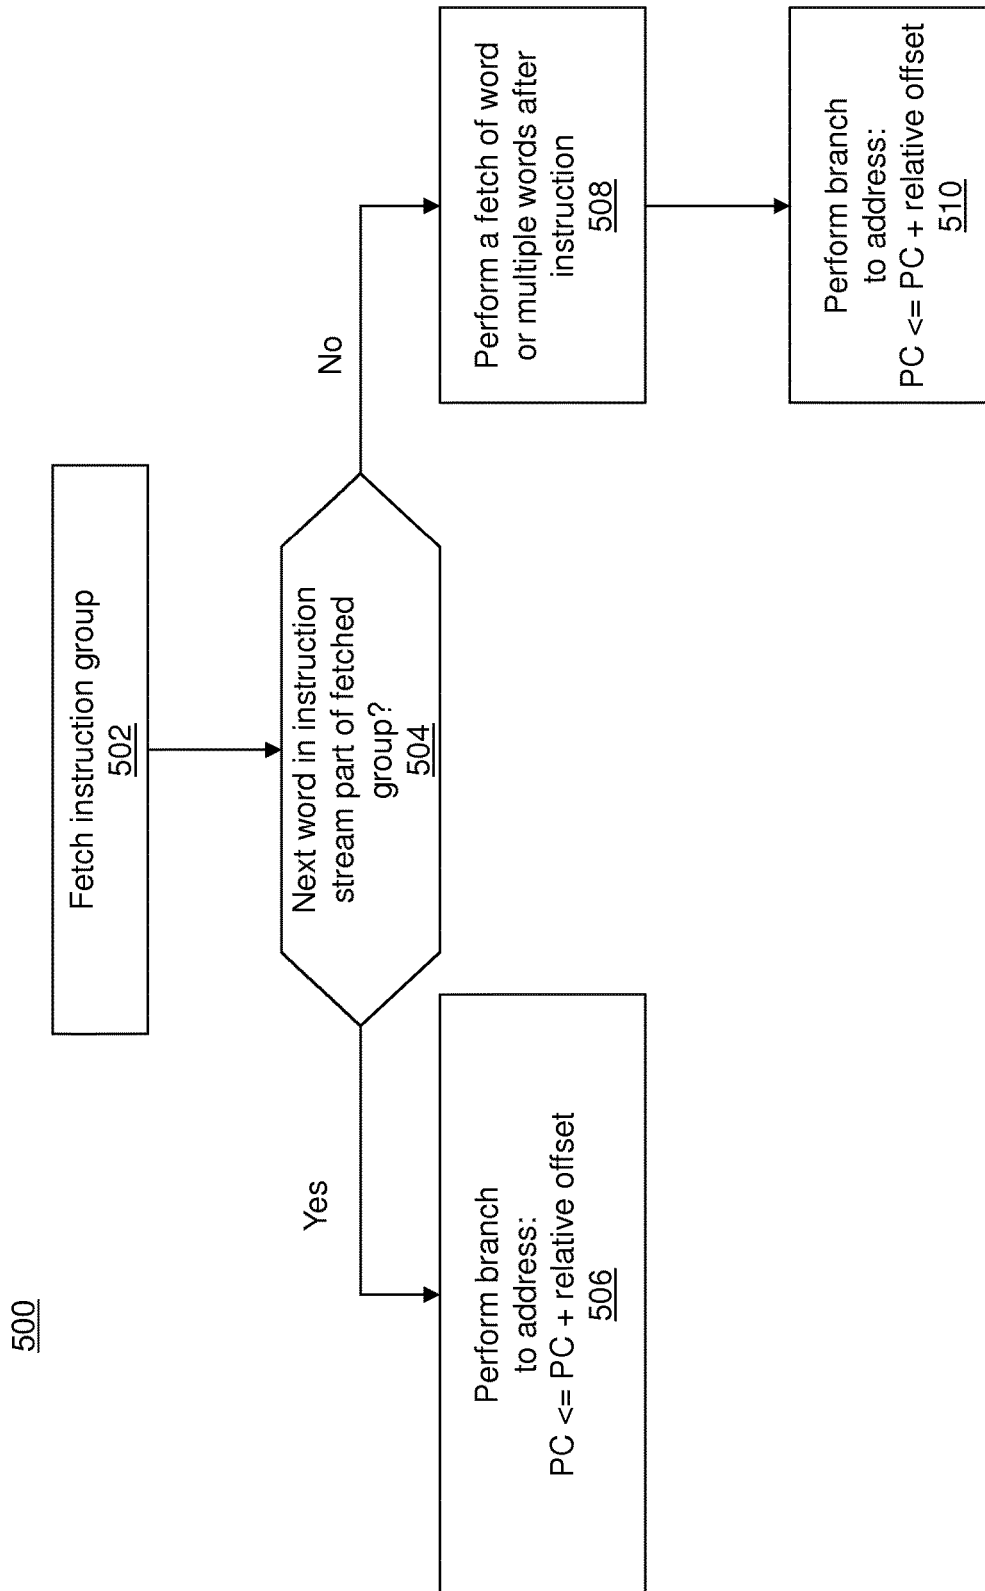 500
Fetch instruction group
502
Next word in instruction
stream part of fetched
group?
504
Yes
No
Perform branch
to address:
PC <= PC + relative offset
506
Perform a fetch of word
or multiple words after
instruction
508
Perform branch
to address:
PC <= PC + relative offset
510